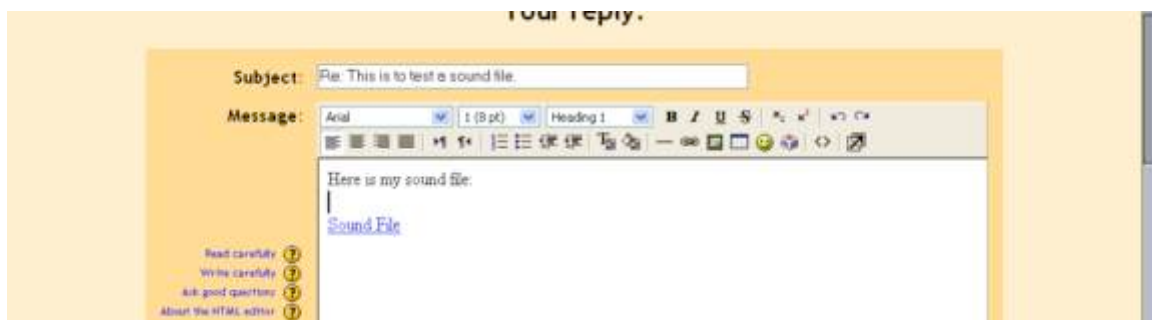 Your reply:
Subject: Re: This is to test a sound file.
Message: Arial 1 (8 pt) Heading 1 B I U S
Here is my sound file:
Sound File
Read carefully
Write carefully
Ask good questions
About the HTML editor